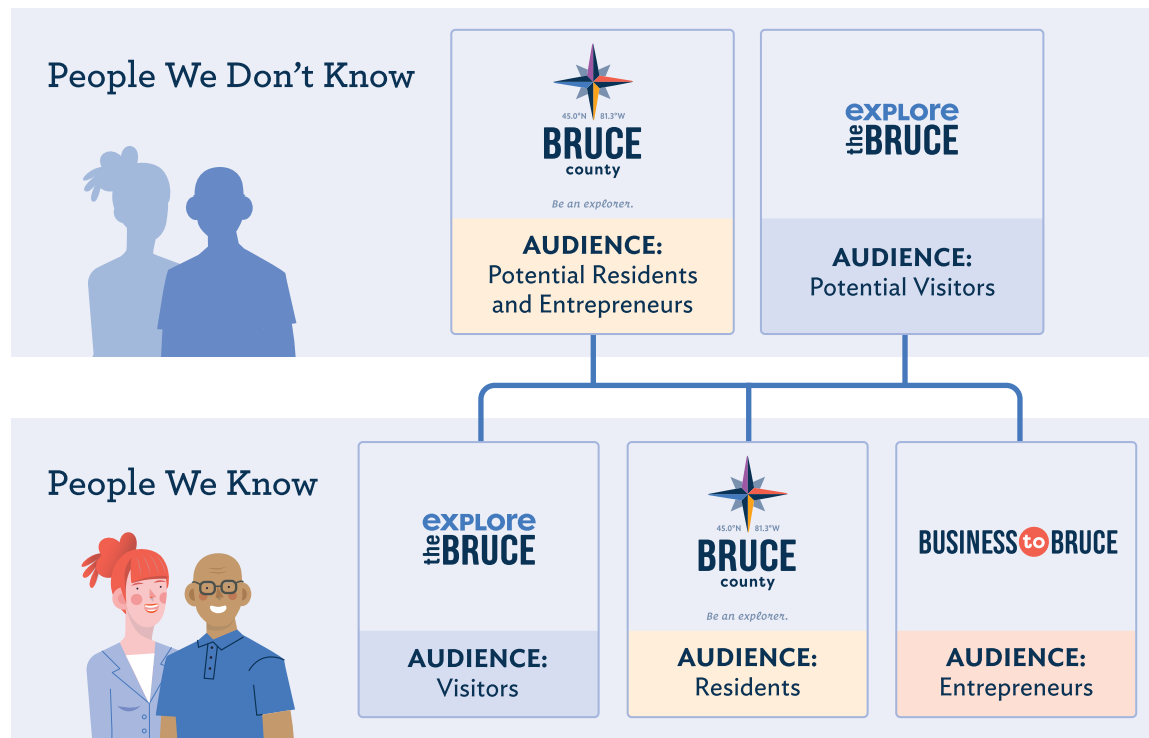 People We Don't Know
45.0°N 81.3°W
BRUCE
county
Be an explorer.
AUDIENCE:
Potential Residents
and Entrepreneurs
explore
the BRUCE
AUDIENCE:
Potential Visitors
People We Know
explore
the BRUCE
AUDIENCE:
Visitors
45.0°N 81.3°W
BRUCE
county
Be an explorer.
AUDIENCE:
Residents
BUSINESS to BRUCE
AUDIENCE:
Entrepreneurs